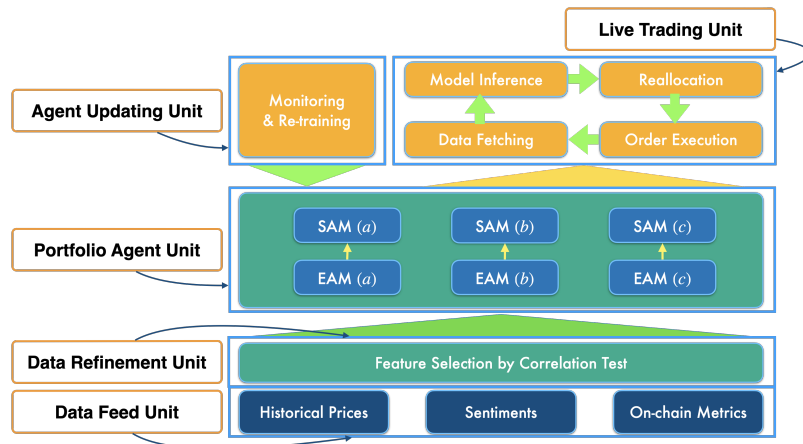 Live Trading Unit
Agent Updating Unit
Monitoring
& Re-training
Model Inference
Reallocation
Data Fetching
Order Execution
Portfolio Agent Unit
SAM (a)
SAM (b)
SAM (c)
EAM (a)
EAM (b)
EAM (c)
Data Refinement Unit
Feature Selection by Correlation Test
Data Feed Unit
Historical Prices
Sentiments
On-chain Metrics